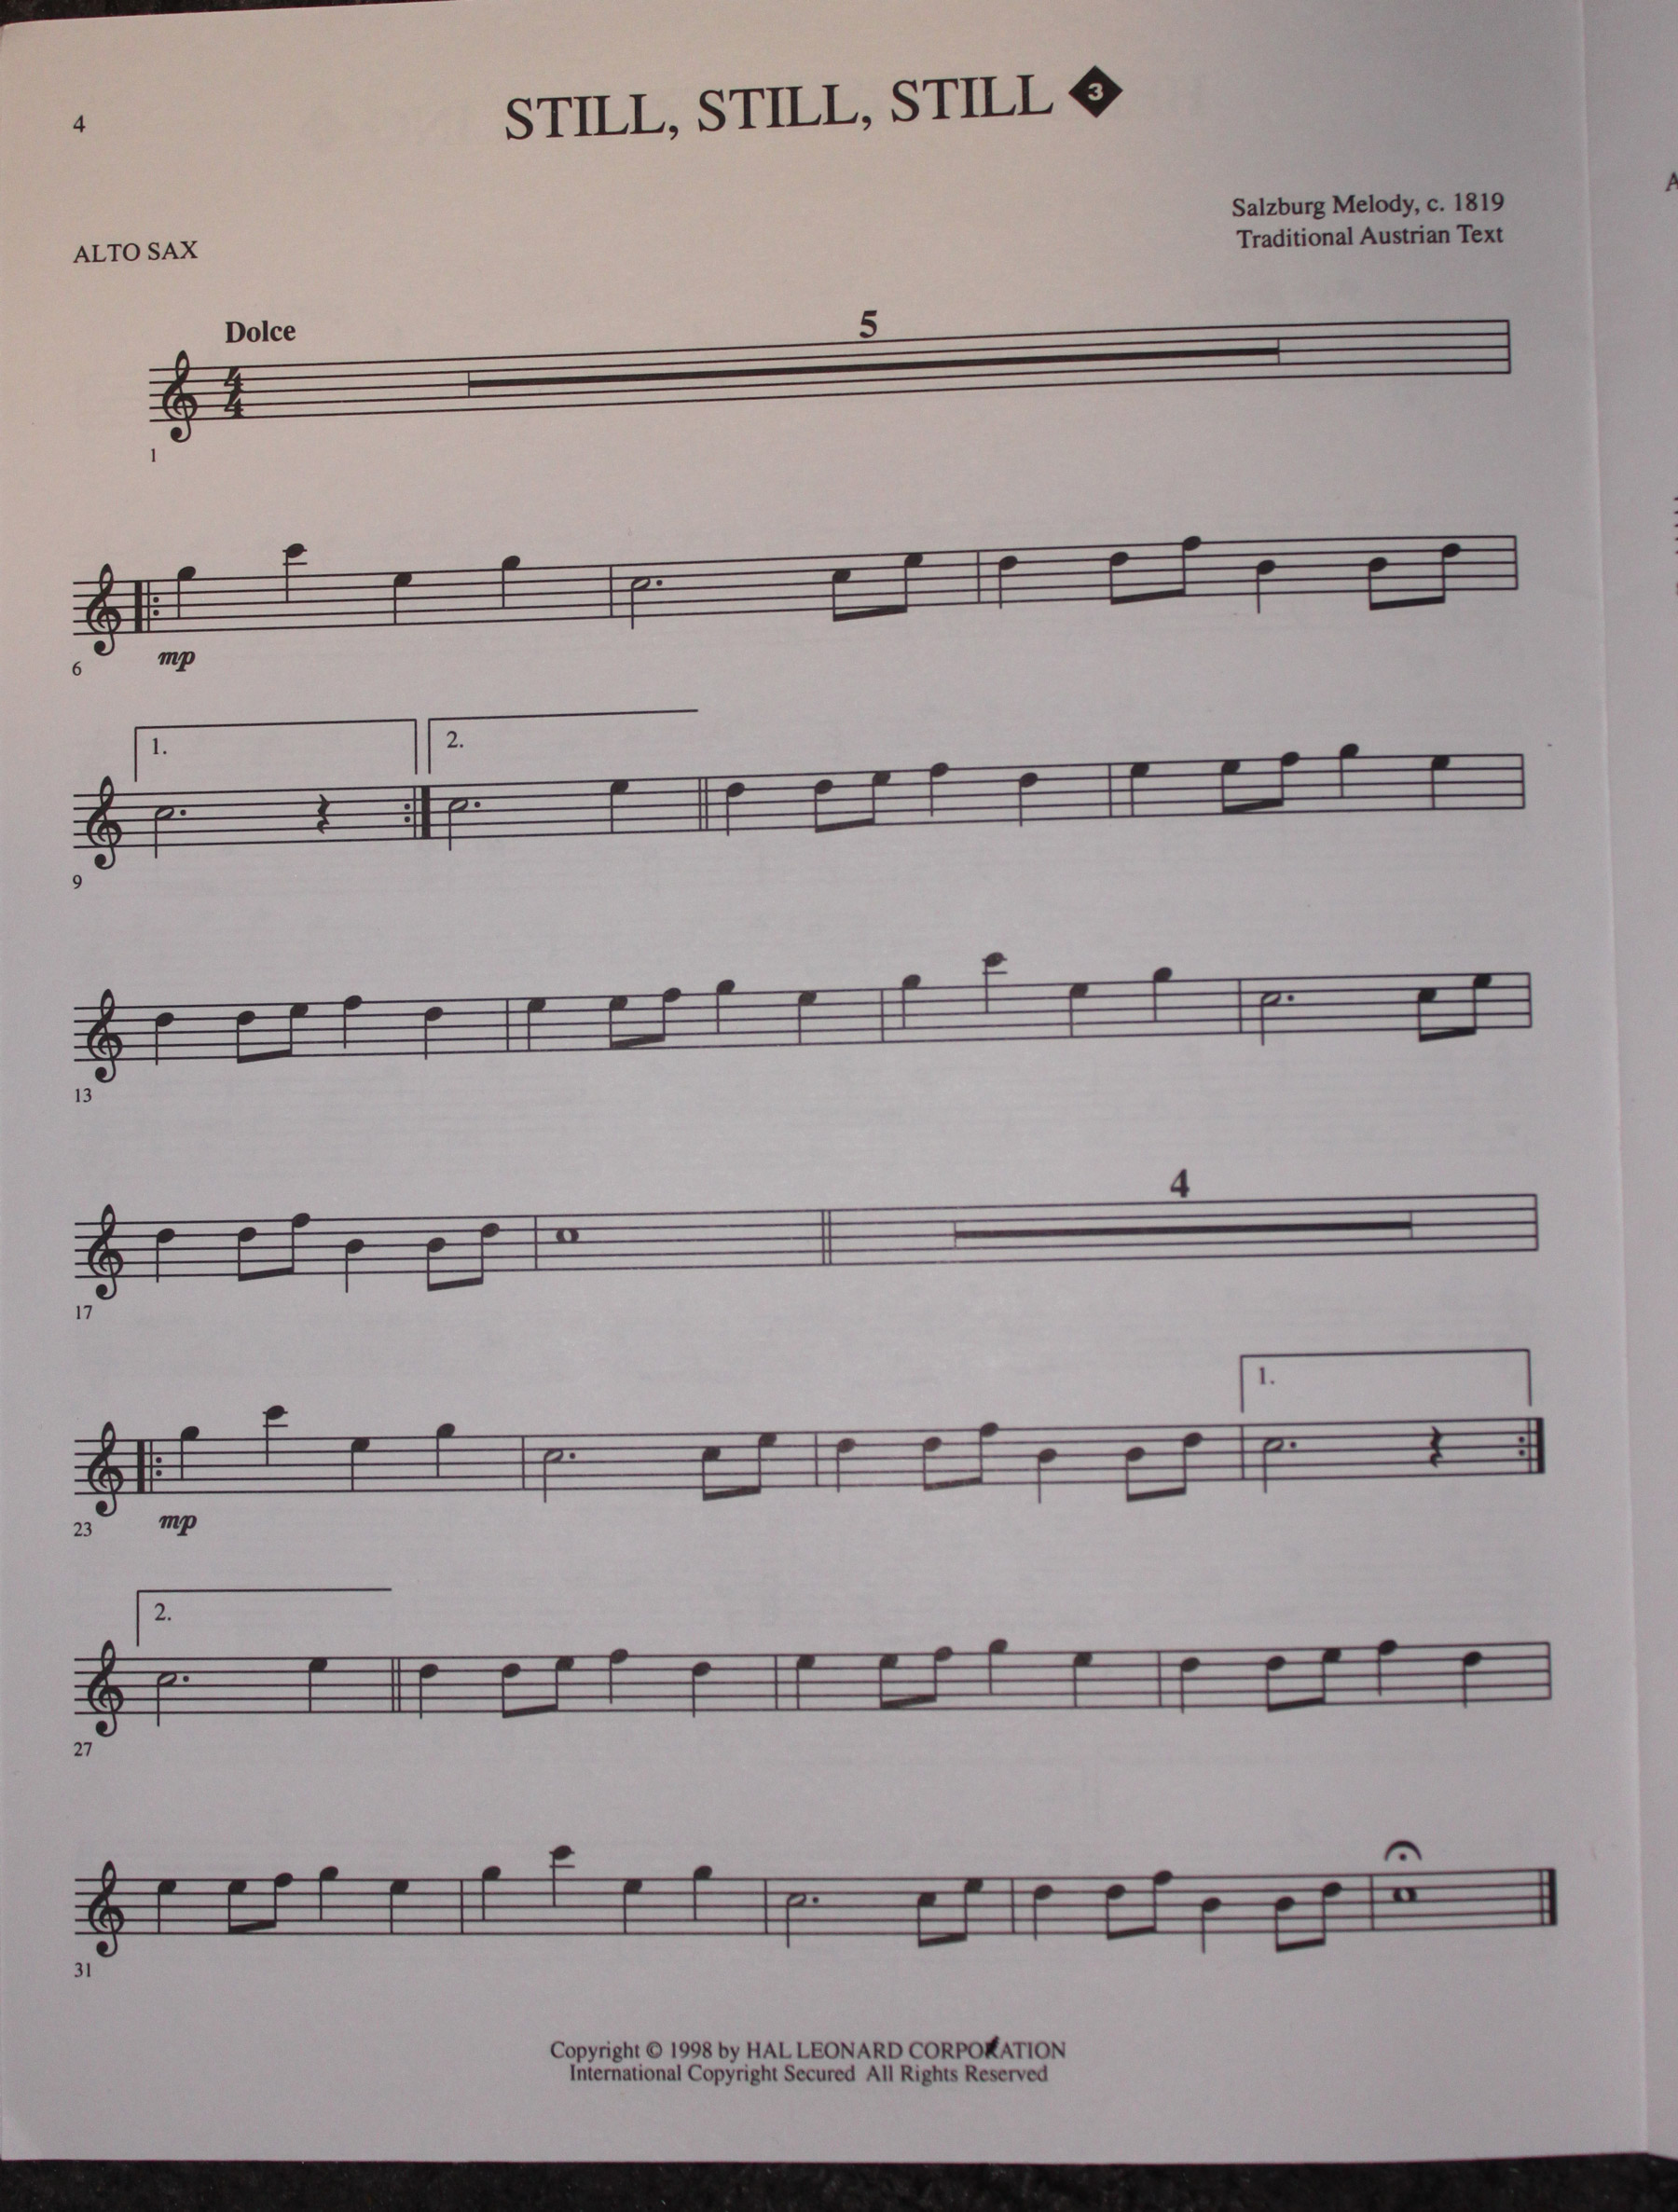 4
STILL, STILL, STILL 3
Salzburg Melody, c. 1819
Traditional Austrian Text
ALTO SAX
Dolce
5
4
4
1
mp
6
1.
2.
9
13
4
17
1.
mp
23
2.
27
31
Copyright © 1998 by HAL LEONARD CORPORATION
International Copyright Secured All Rights Reserved